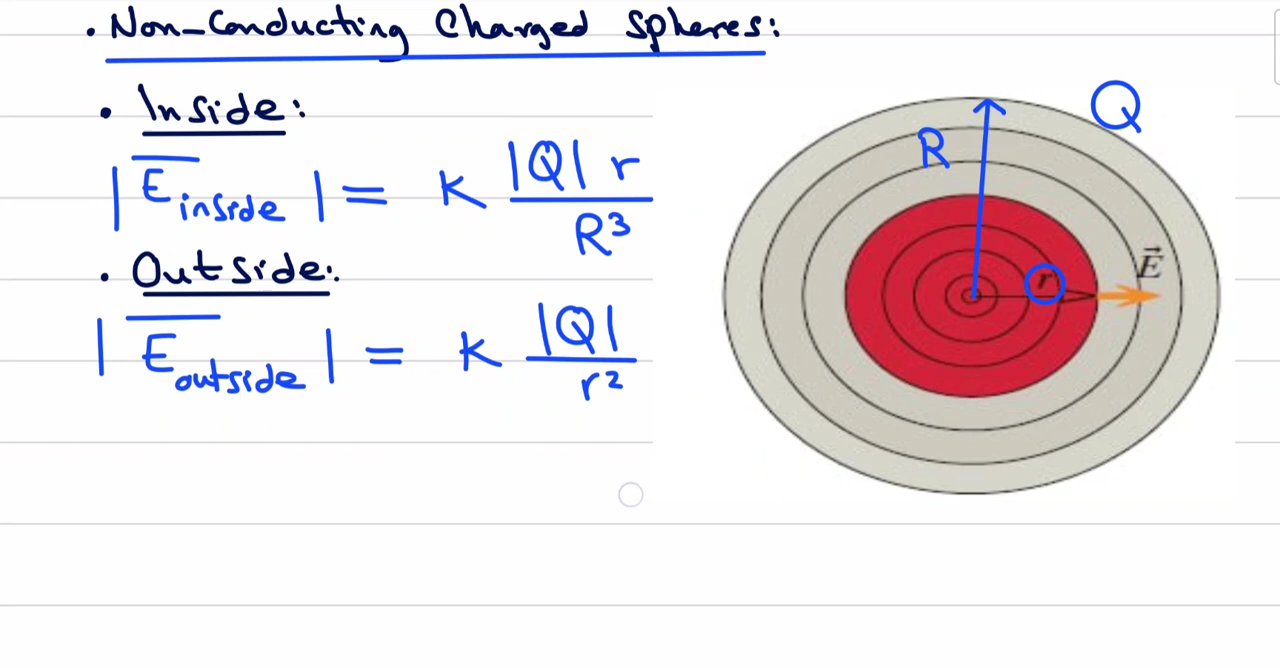 . Non-Conducting Charged Spheres:
• Inside:
|E̅ inside| = K |Q| r / R³
• Outside:
|E̅ outside| = K |Q| / r²
Q
R
r
E⃗